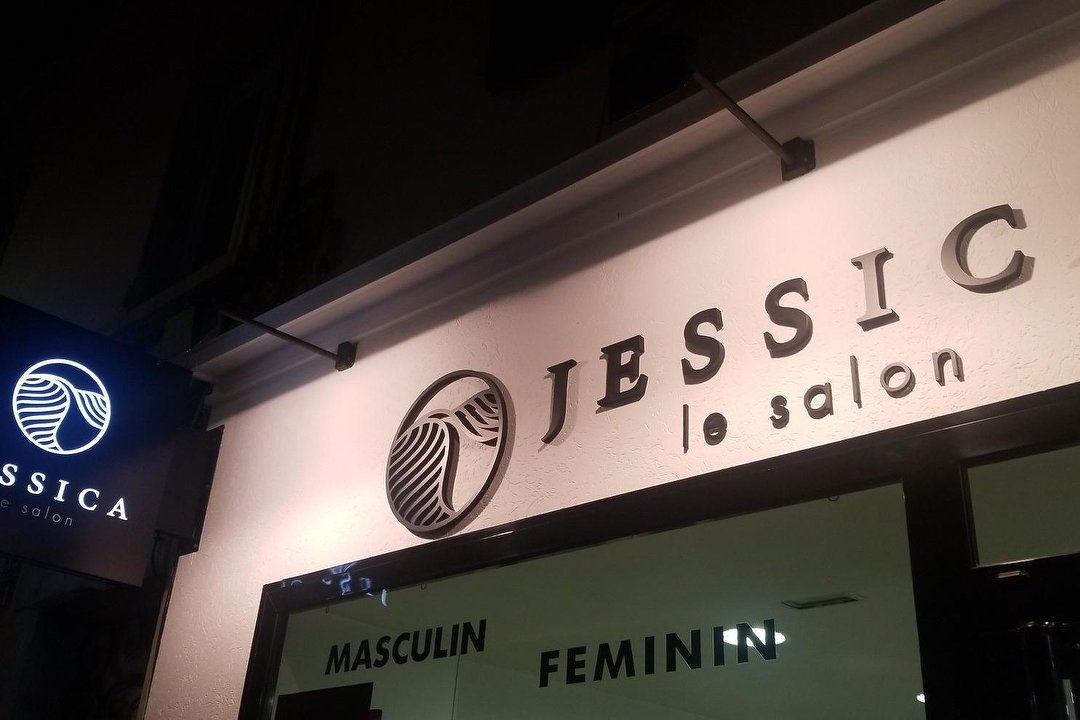 JESSIC
le salon
SSICA
e salon
MASCULIN
FEMININ